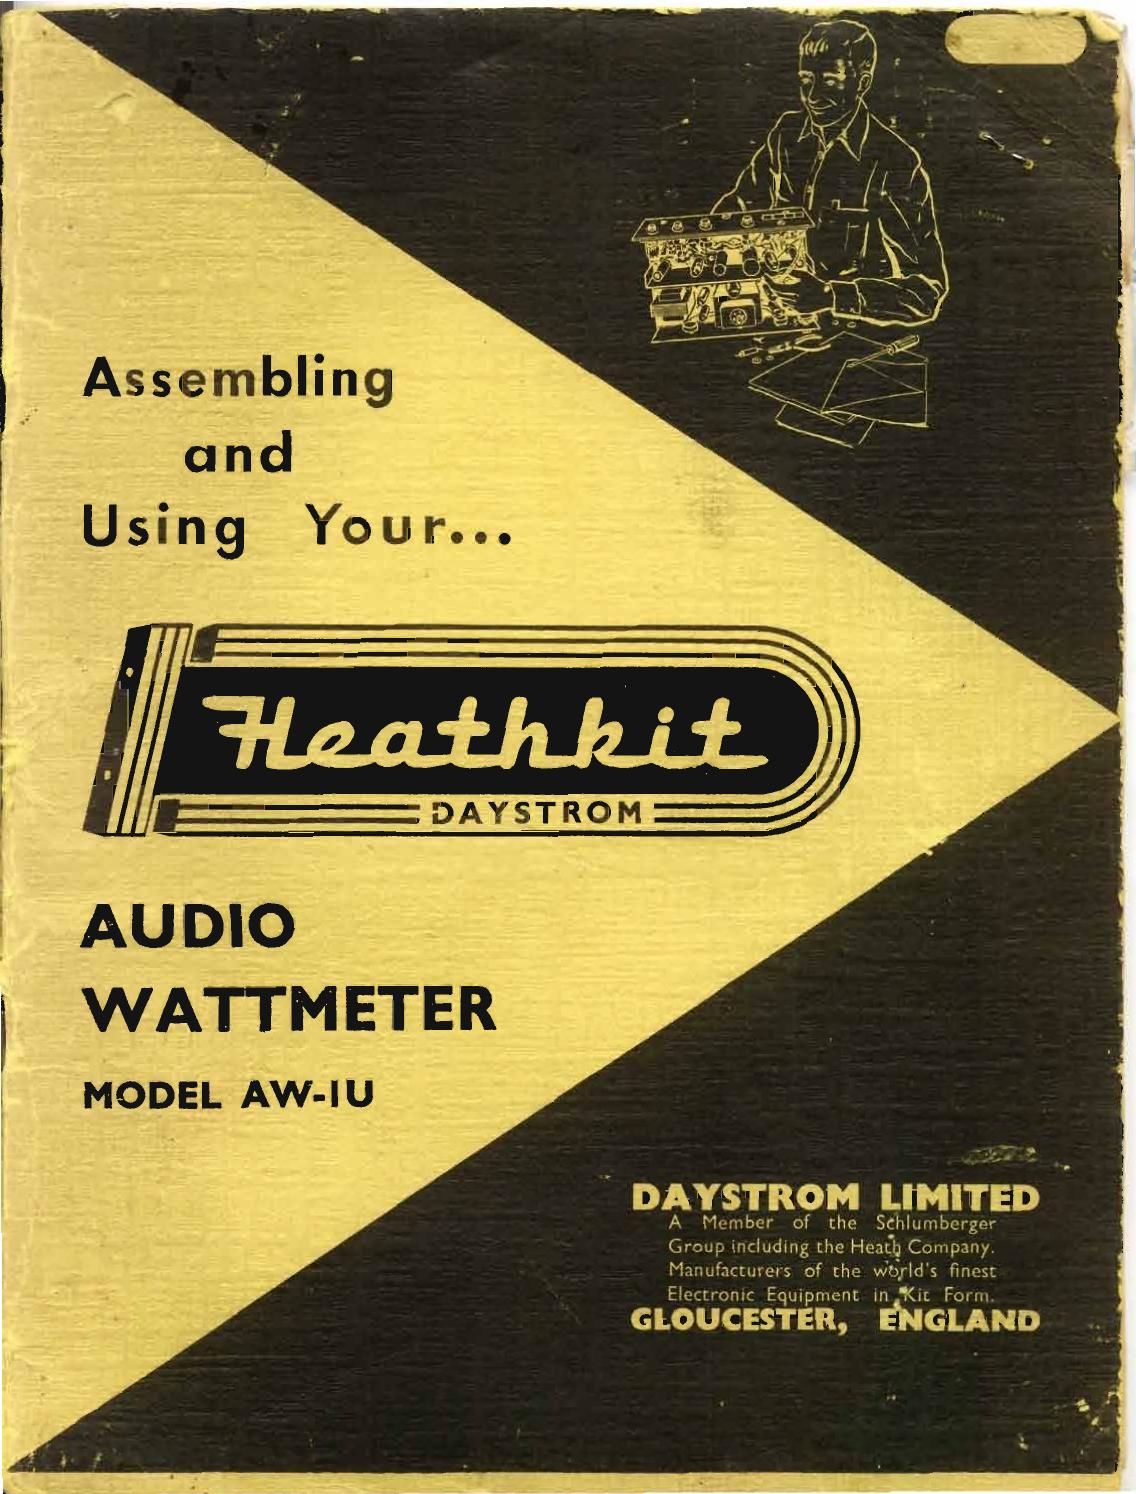 Assembling
and
Using Your...
Heathkit
DAYSTROM
AUDIO
WATTMETER
MODEL AW-1U
DAYSTROM LIMITED
A Member of the Schlumberger
Group including the Heath Company.
Manufacturers of the world's finest
Electronic Equipment in Kit Form.
GLOUCESTER, ENGLAND